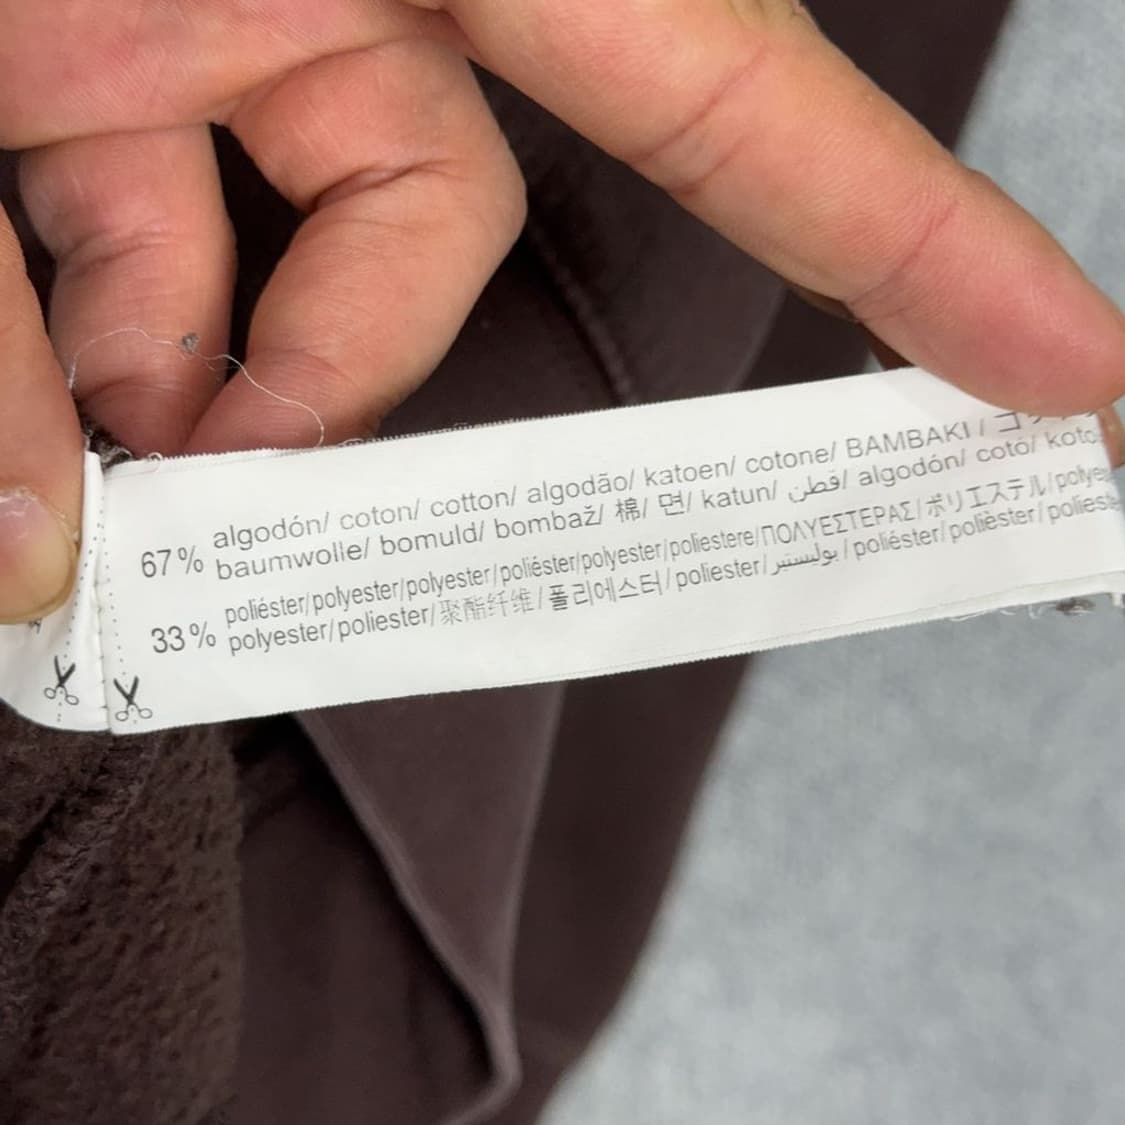 67% algodón/ coton/ cotton/ algodão/ katoen/ cotone/ BAMBAKI /
baumwolle/ bomuld/ bombaž/ 棉/ 면/ katun/ قطن/ algodón/ cotó/
33% poliéster/polyester/polyester/poliéster/polyester/poliestere/ΠΟΛΥΕΣΤΕΡΑΣ/ポリエステル/
polyester/poliester/聚酯纤维/폴리에스터/poliester/بوليستير/poliéster/polièster/